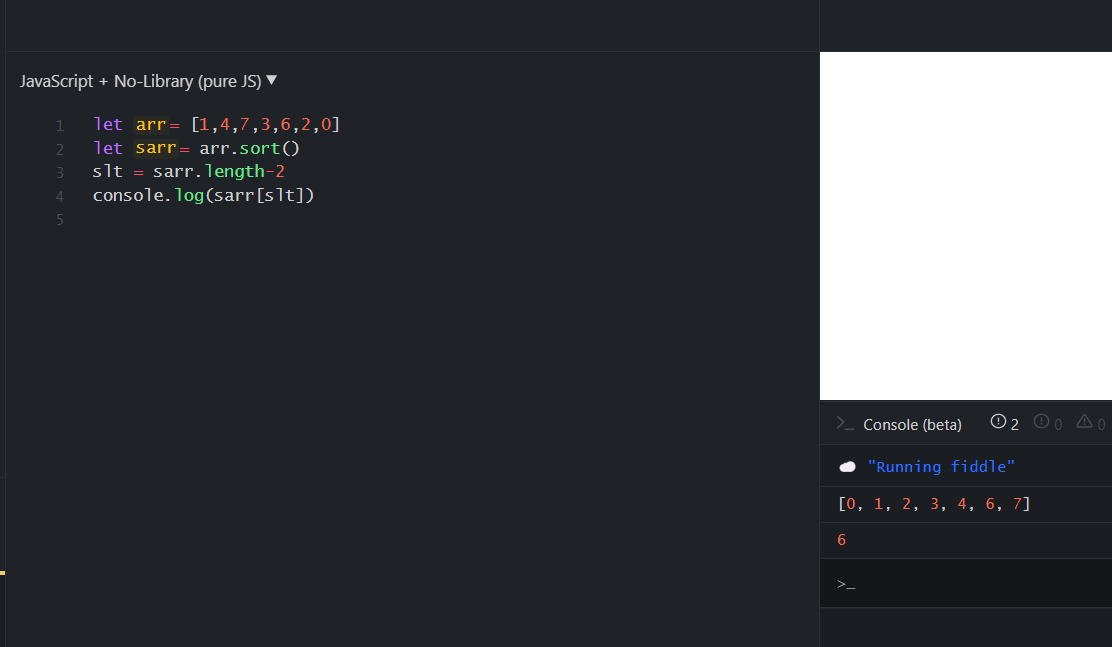 JavaScript + No-Library (pure JS) ▼
1 let arr= [1,4,7,3,6,2,0]
2 let sarr= arr.sort()
3 slt = sarr.length-2
4 console.log(sarr[slt])
5
>_ Console (beta) 2 0 0
"Running fiddle"
[0, 1, 2, 3, 4, 6, 7]
6
>_